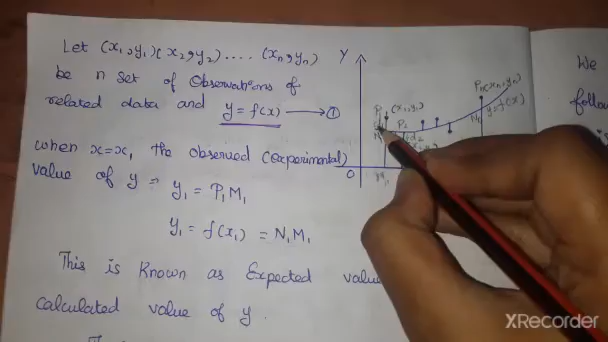 Let (x₁,y₁)(x₂,y₂).... (xₙ,yₙ)
be n set of Observations of
related data and y=f(x) → ①
when x=x₁ The observed (experimental)
value of y = y₁ = P₁M₁
y₁ = f(x₁) = N₁M₁
This is known as Expected value
calculated value of y.
Y
P₁ (x₁,y₁)
P₂
d₂
Pₙ(xₙ,yₙ)
y=f(x)
O
We
follo
XRecorder